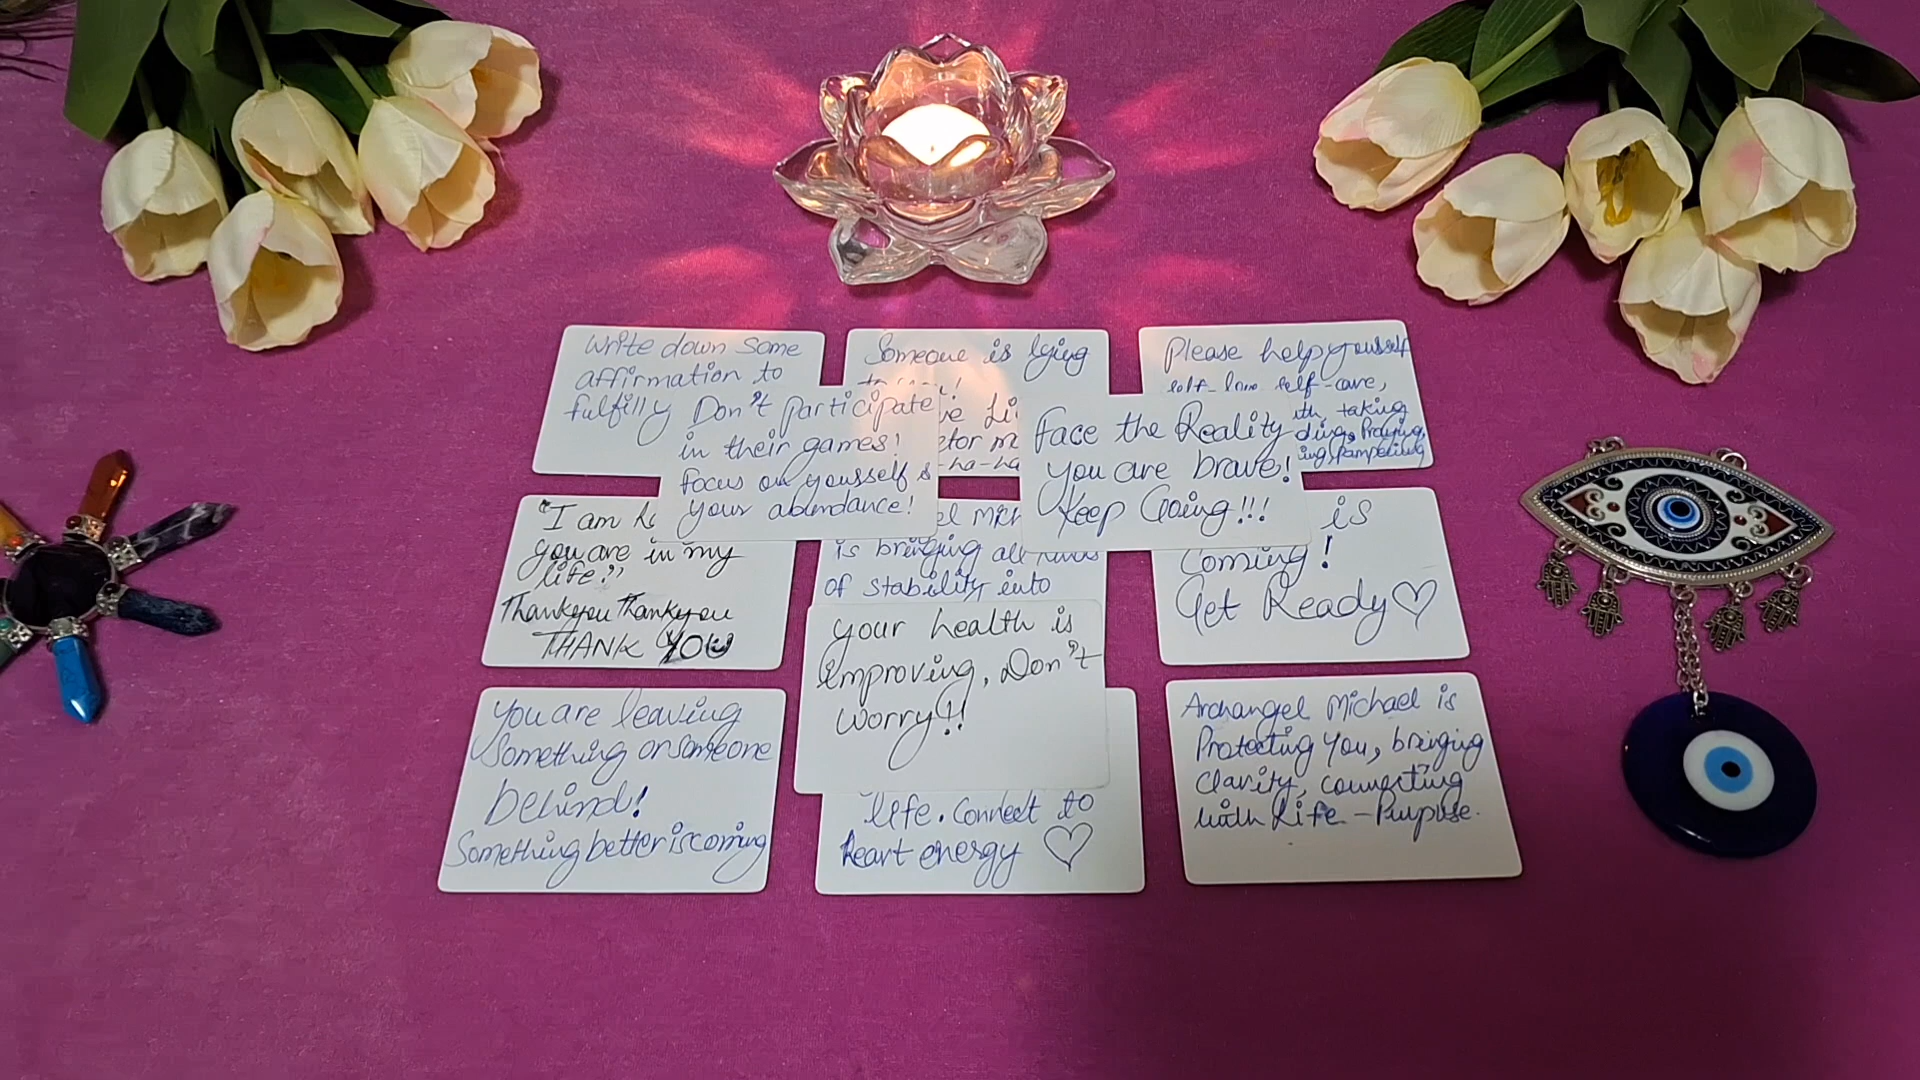 Write down some
affirmation to
fulfill
Someone is lying
Please help yourself
self-love self-care,
taking
Praying,
Pampering
Don't participate
in their games!
focus on yourself &
your abundance!
face the Reality
you are brave!
Keep Going!!!
"I am
you are in my
life."
Thankyou Thankyou
THANK YOU
is bringing all kinds
of stability into
is
Coming!
Get Ready
your health is
improving, Don't
worry!!
You are leaving
Something or someone
behind!
Something better is coming
life. Connect to
heart energy
Archangel Michael is
Protecting You, bringing
clarity, connecting
with Life-Purpose.